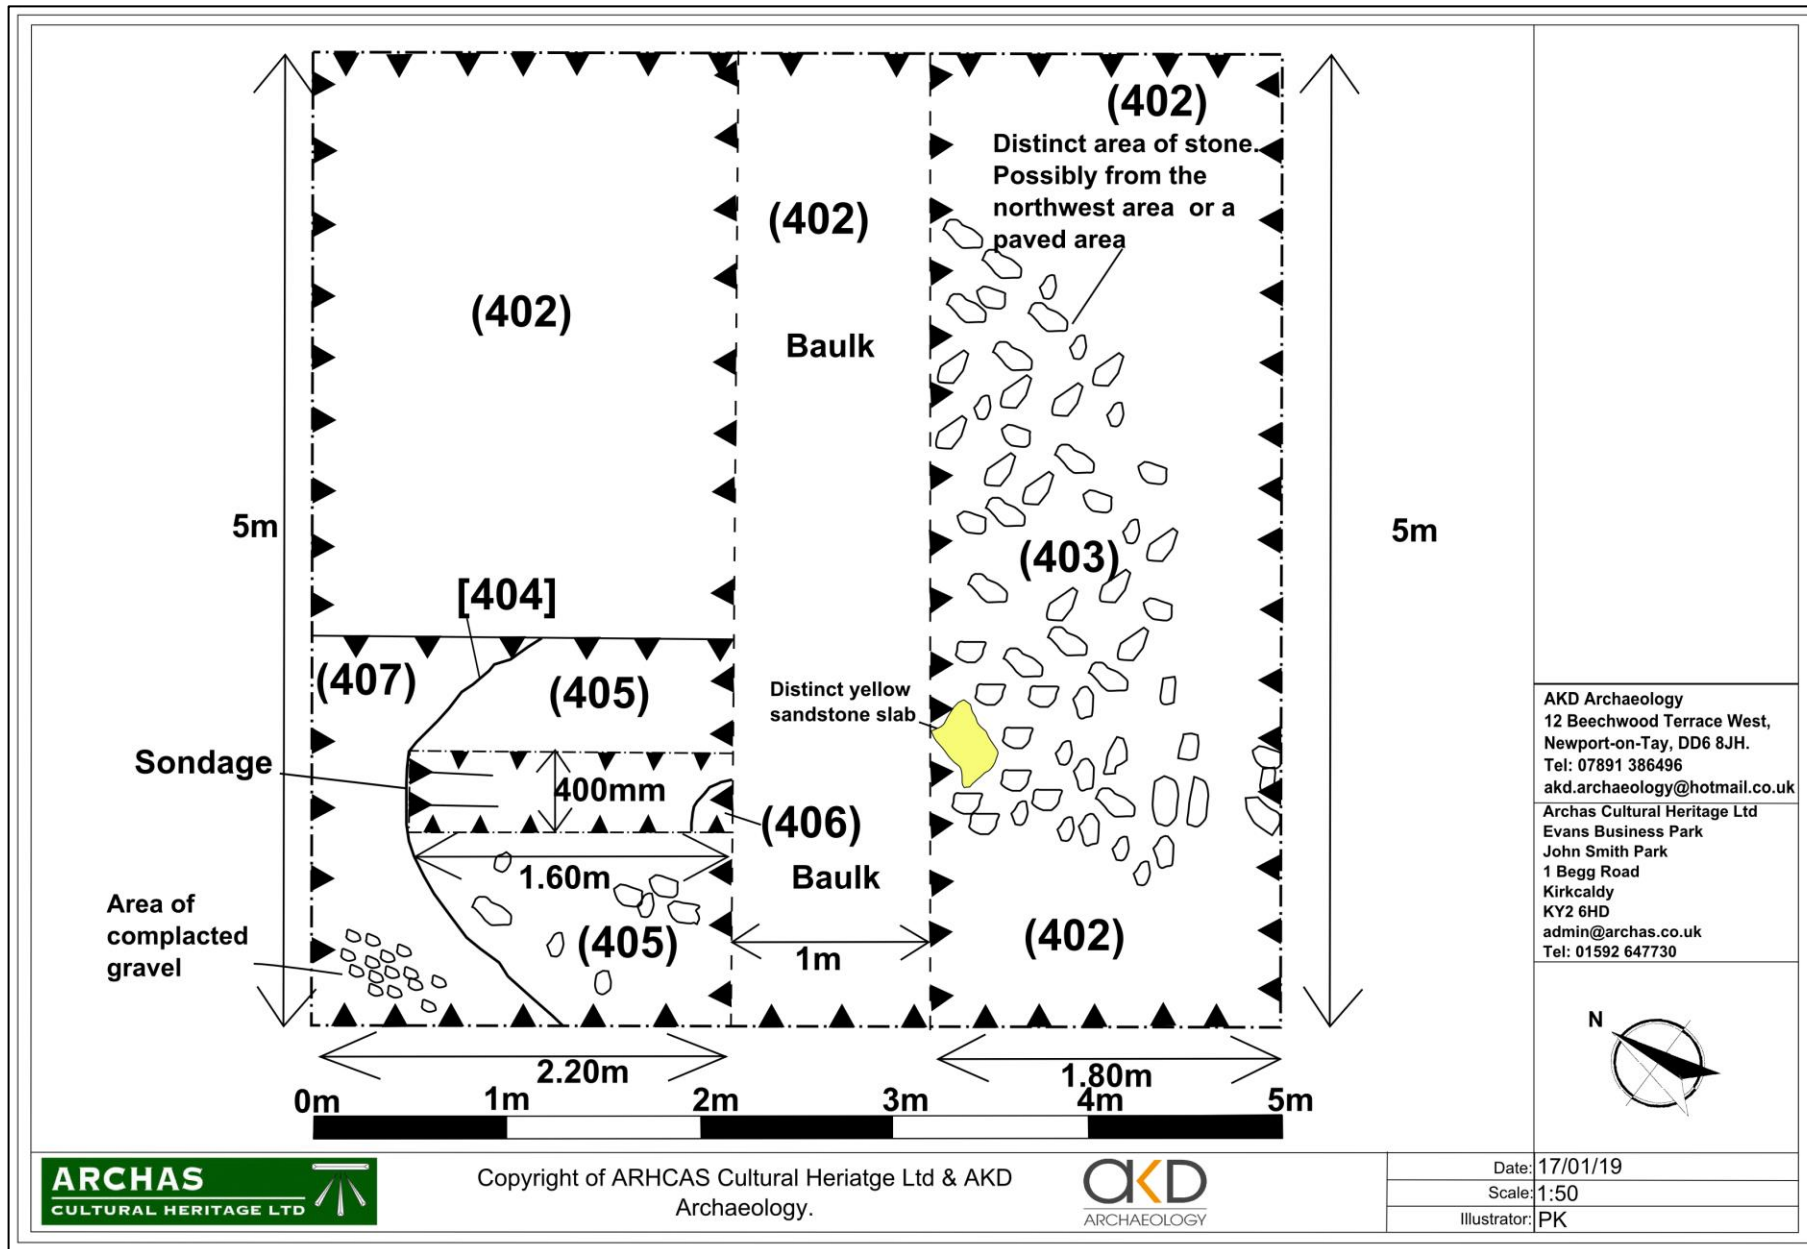 (402)
Distinct area of stone.
Possibly from the
northwest area or a
paved area
(402)
(402)
Baulk
5m
5m
(403)
[404]
(407)
(405)
Distinct yellow
sandstone slab
Sondage
400mm
(406)
1.60m
Baulk
Area of
complacted
gravel
(405)
(402)
1m
2.20m
1.80m
0m
1m
2m
3m
4m
5m
AKD Archaeology
12 Beechwood Terrace West,
Newport-on-Tay, DD6 8JH.
Tel: 07891 386496
akd.archaeology@hotmail.co.uk
Archas Cultural Heritage Ltd
Evans Business Park
John Smith Park
1 Begg Road
Kirkcaldy
KY2 6HD
admin@archas.co.uk
Tel: 01592 647730
N
ARCHAS
CULTURAL HERITAGE LTD
Copyright of ARHCAS Cultural Heriatge Ltd & AKD
Archaeology.
AKD
ARCHAEOLOGY
Date: 17/01/19
Scale: 1:50
Illustrator: PK